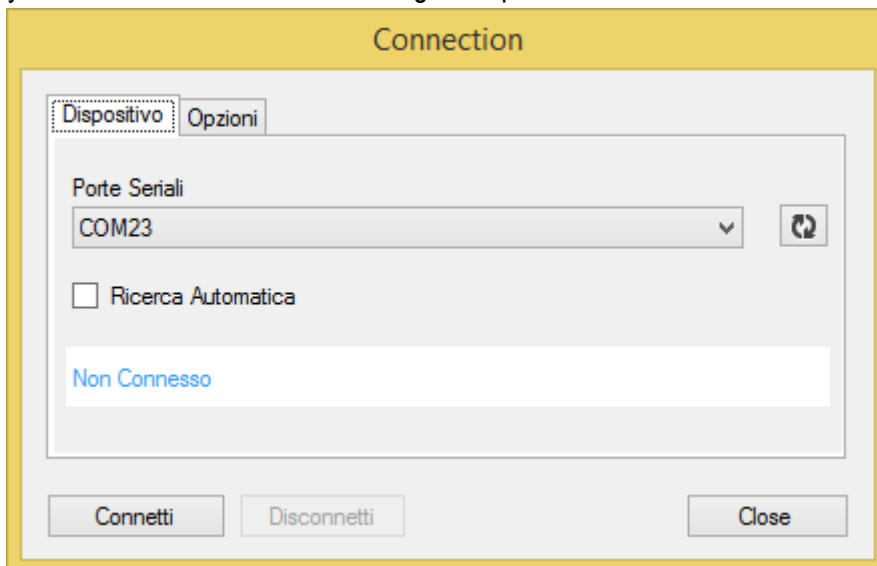 Connection
Dispositivo Opzioni
Porte Seriali
COM23
Ricerca Automatica
Non Connesso
Connetti Disconnetti Close